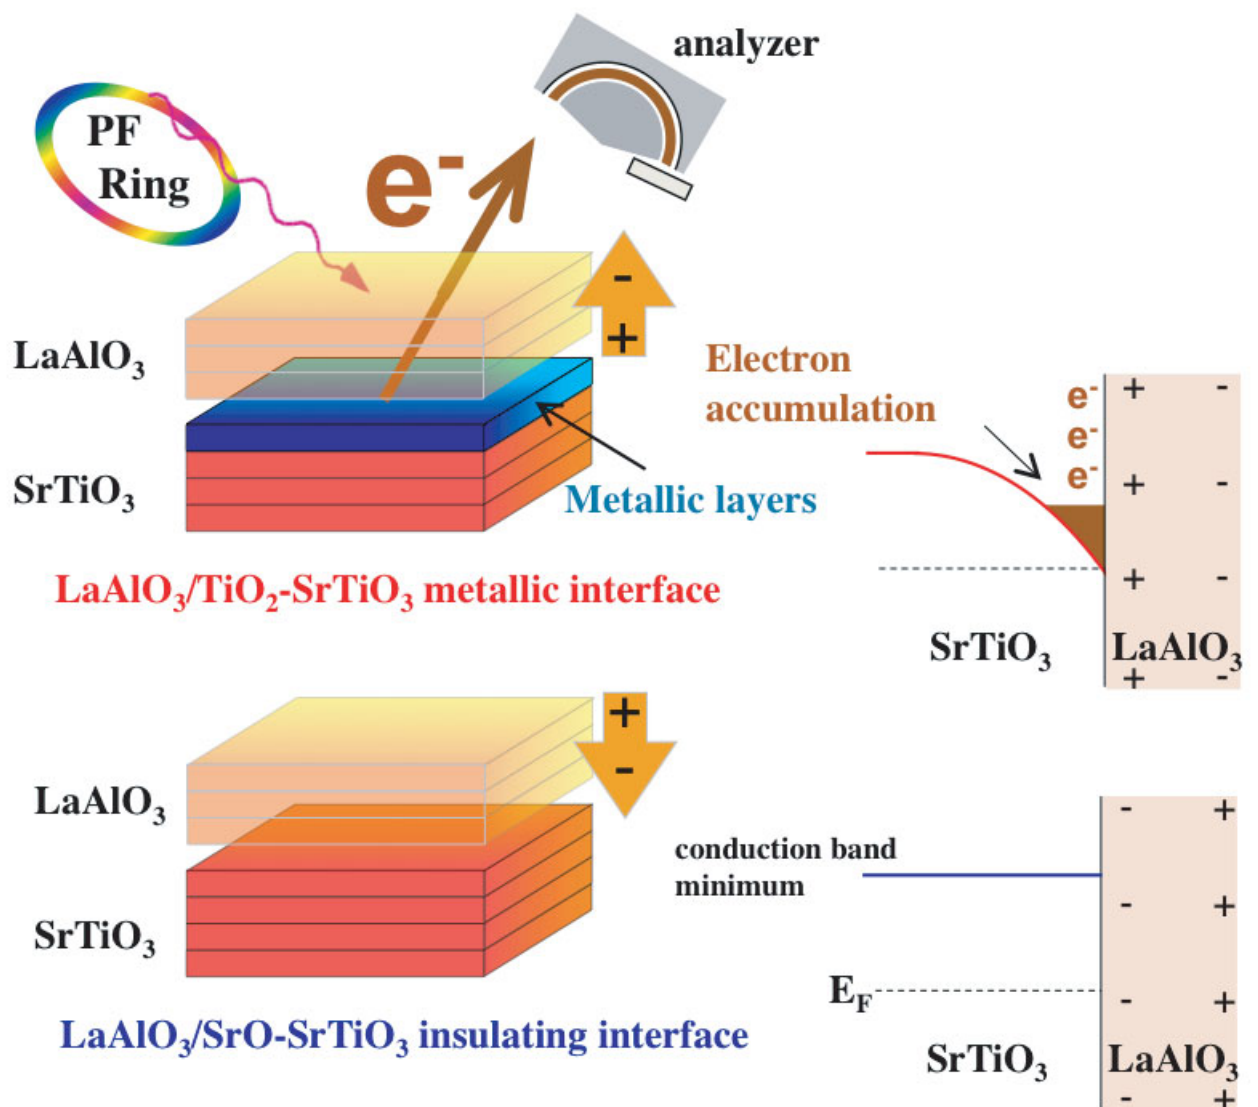 analyzer
PF
Ring
e⁻
-
+
LaAlO₃
SrTiO₃
Metallic layers
LaAlO₃/TiO₂-SrTiO₃ metallic interface
Electron
accumulation
e⁻ + -
e⁻
e⁻ + -
+ -
SrTiO₃ LaAlO₃
+ -
+
-
LaAlO₃
SrTiO₃
LaAlO₃/SrO-SrTiO₃ insulating interface
- +
conduction band
minimum
- +
E_F
- +
SrTiO₃ LaAlO₃
- +